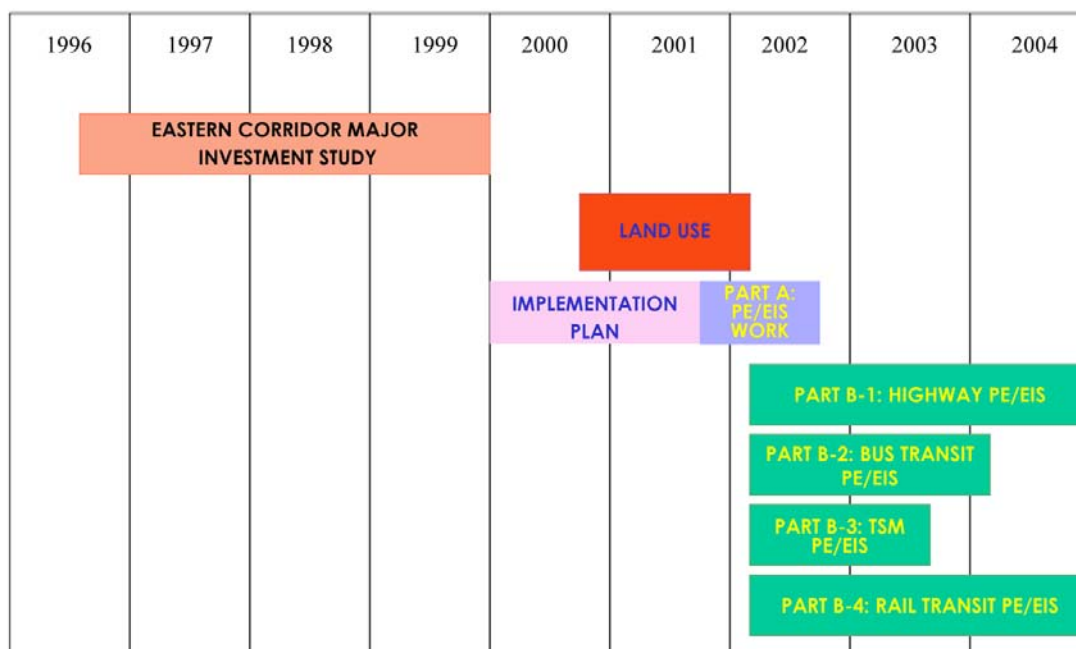 1996 1997 1998 1999 2000 2001 2002 2003 2004
EASTERN CORRIDOR MAJOR
INVESTMENT STUDY
LAND USE
IMPLEMENTATION
PLAN
PART A:
PE/EIS
WORK
PART B-1: HIGHWAY PE/EIS
PART B-2: BUS TRANSIT
PE/EIS
PART B-3: TSM
PE/EIS
PART B-4: RAIL TRANSIT PE/EIS